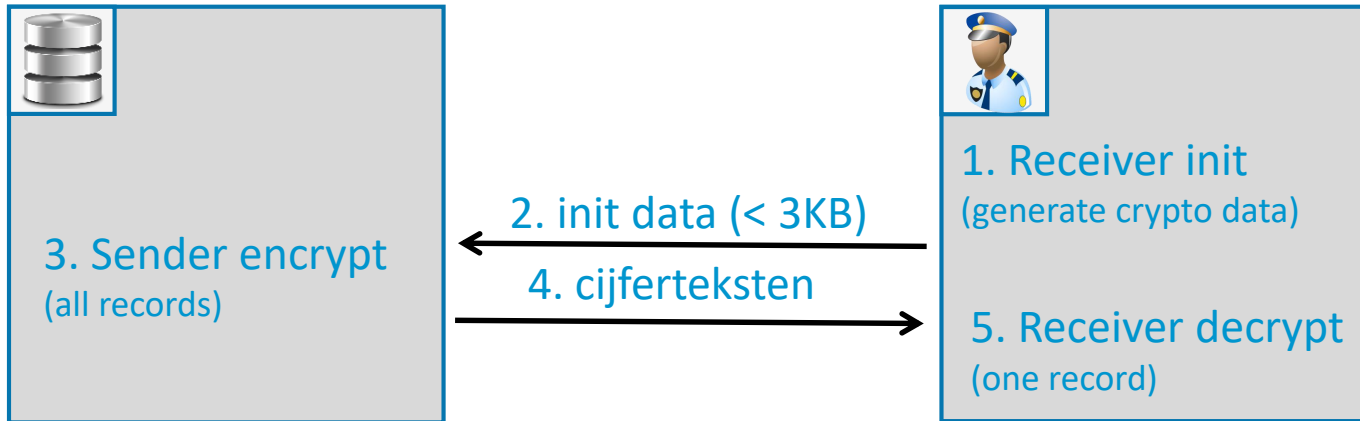 1. Receiver init
(generate crypto data)
2. init data (< 3KB)
3. Sender encrypt
(all records)
4. cijferteksten
5. Receiver decrypt
(one record)